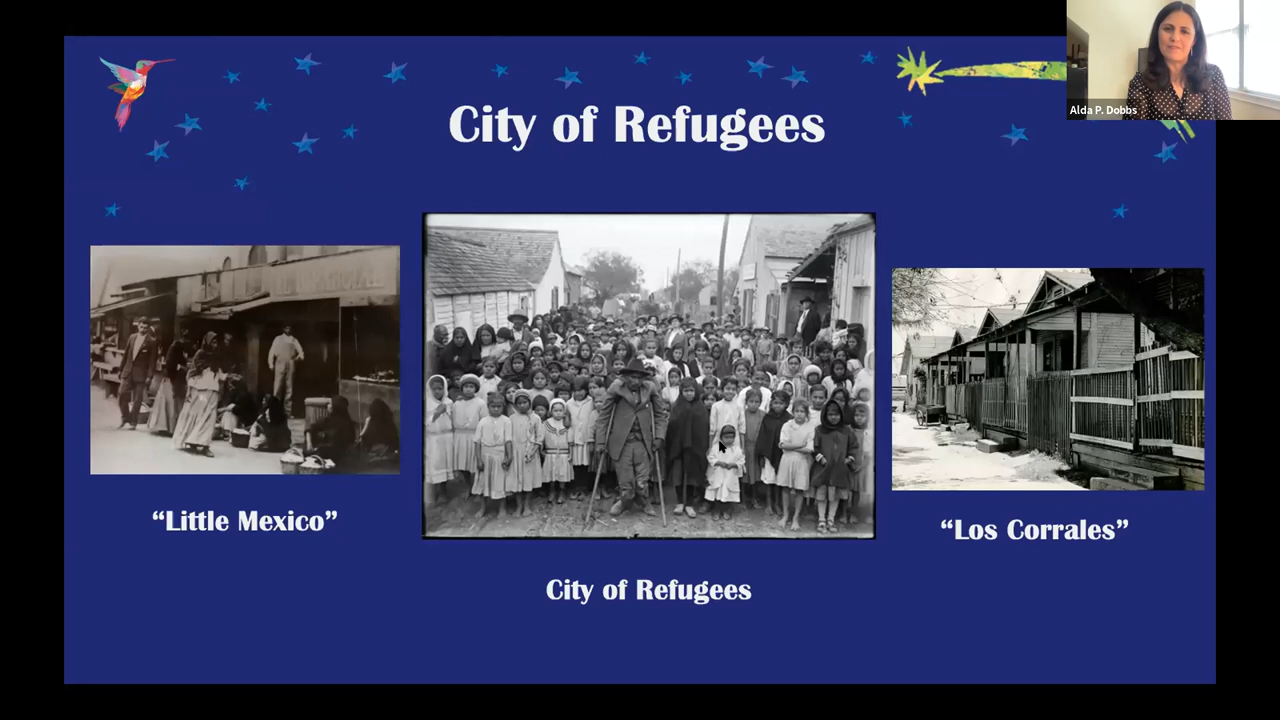 City of Refugees
Alda P. Dobbs
“Little Mexico”
“Los Corrales”
City of Refugees